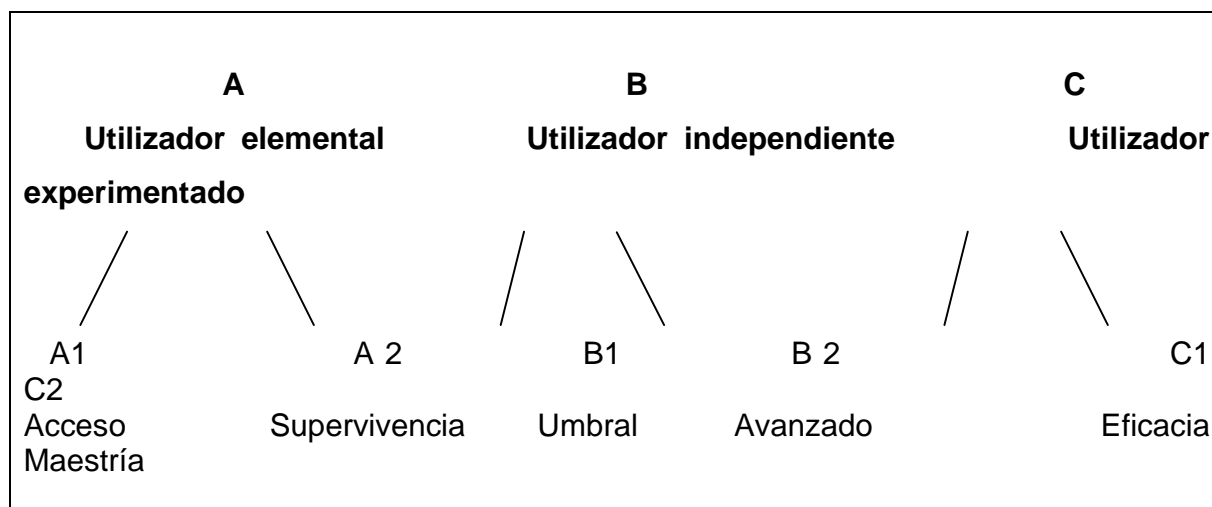 A B C
Utilizador elemental Utilizador independiente Utilizador
experimentado
A1 A 2 B1 B 2 C1
C2
Acceso Supervivencia Umbral Avanzado Eficacia
Maestría